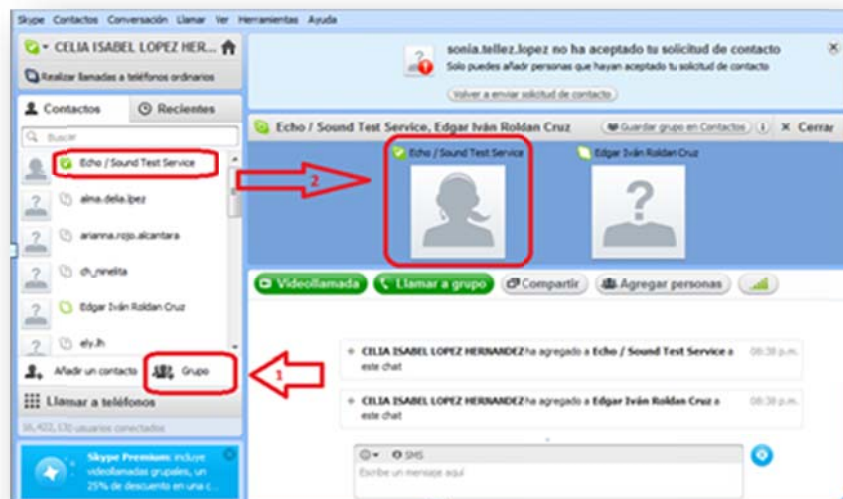 Skype Contactos Conversación Llamar Ver Herramientas Ayuda
CELIA ISABEL LOPEZ HER...
Realizar llamadas a teléfonos ordinarios
Contactos Recientes
Buscar
Echo / Sound Test Service
alma.delia.lpez
arianna.rojo.alcantara
ch_ninelita
Edgar Iván Roldan Cruz
ely.lh
Añadir un contacto Grupo
Llamar a teléfonos
usuarios conectados
Skype Premium: incluye
videollamadas grupales, un
25% de descuento en una c...
sonia.tellez.lopez no ha aceptado tu solicitud de contacto
Solo puedes añadir personas que hayan aceptado tu solicitud de contacto
Volver a enviar solicitud de contacto
Echo / Sound Test Service, Edgar Iván Roldan Cruz Guardar grupo en Contactos i Cerrar
Echo / Sound Test Service Edgar Iván Roldan Cruz
2
Videollamada Llamar a grupo Compartir Agregar personas
1
CELIA ISABEL LOPEZ HERNANDEZ ha agregado a Echo / Sound Test Service a 08:38 p.m.
este chat
CELIA ISABEL LOPEZ HERNANDEZ ha agregado a Edgar Iván Roldan Cruz a 08:38 p.m.
este chat
SMS
Escribe un mensaje aquí